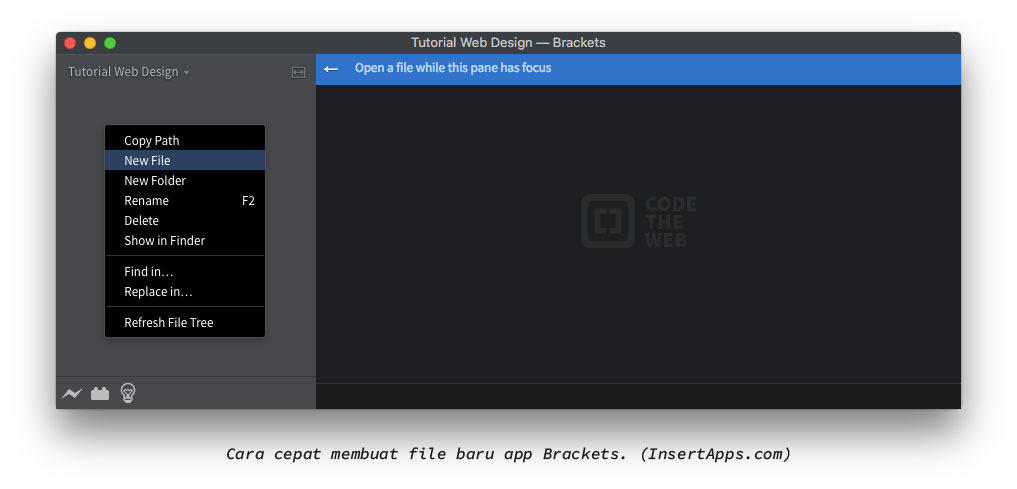 Tutorial Web Design — Brackets
Tutorial Web Design
Open a file while this pane has focus
Copy Path
New File
New Folder
Rename F2
Delete
Show in Finder
Find in…
Replace in…
Refresh File Tree
CODE
THE
WEB
Cara cepat membuat file baru app Brackets. (InsertApps.com)